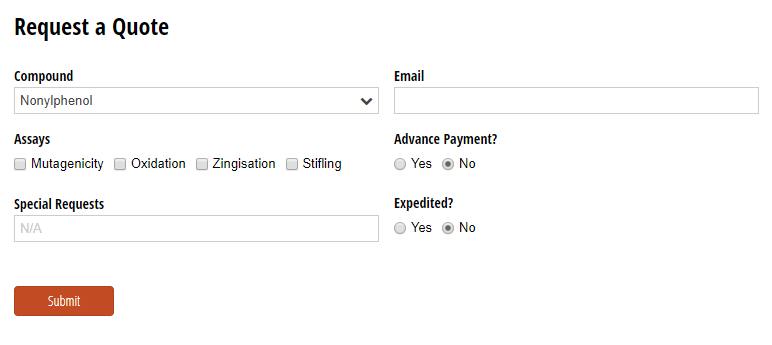 Request a Quote
Compound
Email
Nonylphenol
Assays
Advance Payment?
Mutagenicity Oxidation Zingisation Stifling
Yes No
Special Requests
Expedited?
N/A
Yes No
Submit